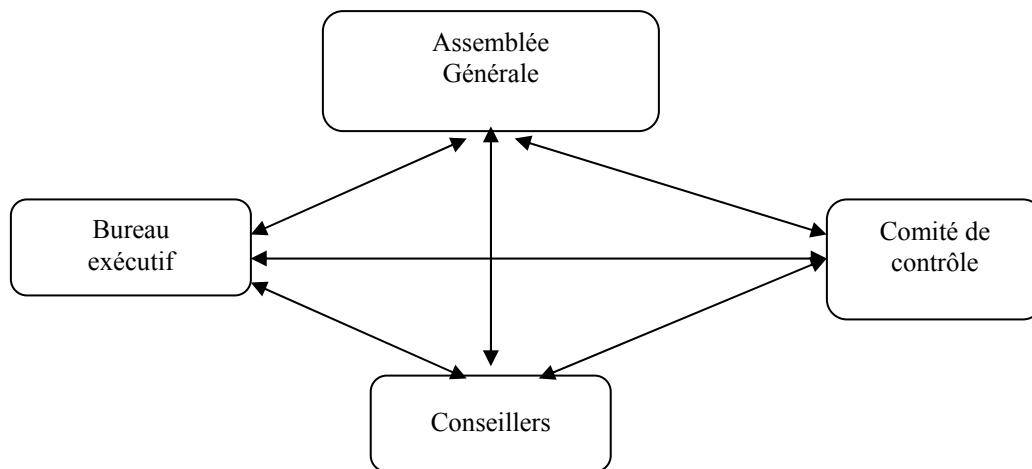 Assemblée
Générale
Bureau
exécutif
Comité de
contrôle
Conseillers